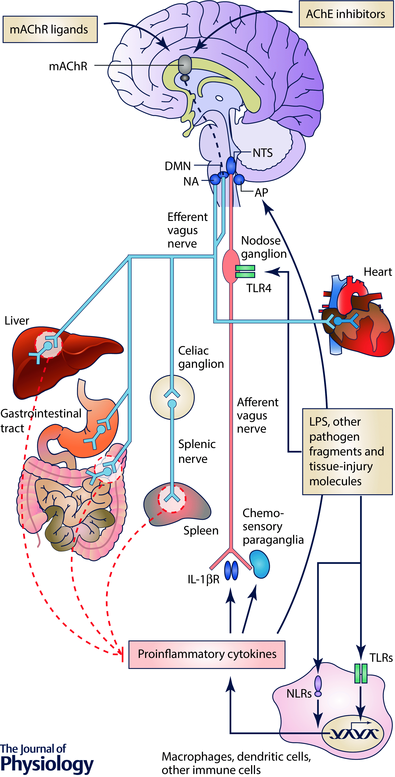 mAChR ligands
AChE inhibitors
mAChR
DMN
NTS
NA
AP
Efferent
vagus
nerve
Nodose
ganglion
TLR4
Heart
Liver
Celiac
ganglion
Gastrointestinal
tract
Afferent
vagus
nerve
LPS, other
pathogen
fragments and
tissue-injury
molecules
Splenic
nerve
Spleen
Chemo-
sensory
paraganglia
IL-1βR
Proinflammatory cytokines
TLRs
NLRs
The Journal of
Physiology
Macrophages, dendritic cells,
other immune cells